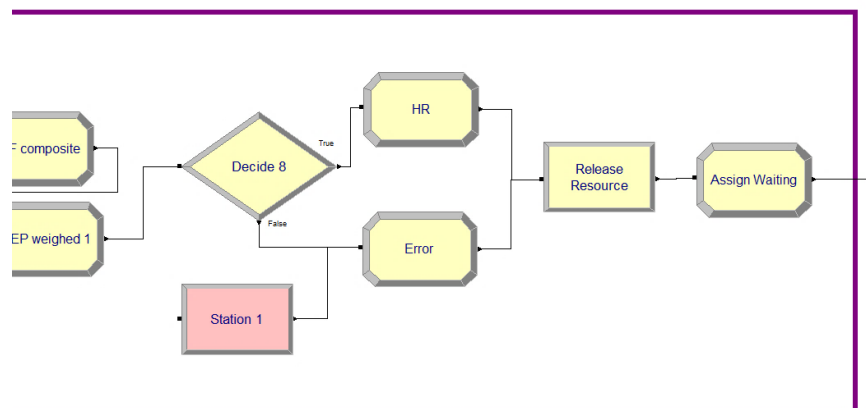 HR
True
F composite
Decide 8
Release
Resource
Assign Waiting
False
EP weighed 1
Error
Station 1